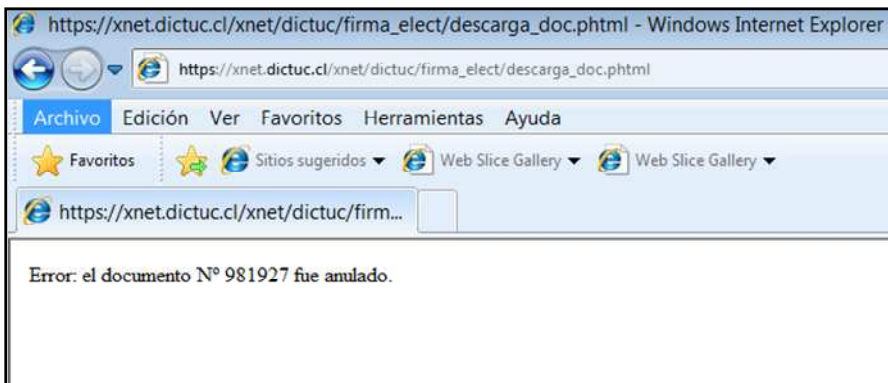 https://xnet.dictuc.cl/xnet/dictuc/firma_elect/descarga_doc.phtml - Windows Internet Explorer
https://xnet.dictuc.cl/xnet/dictuc/firma_elect/descarga_doc.phtml
Archivo Edición Ver Favoritos Herramientas Ayuda
Favoritos Sitios sugeridos Web Slice Gallery Web Slice Gallery
https://xnet.dictuc.cl/xnet/dictuc/firm...
Error: el documento Nº 981927 fue anulado.